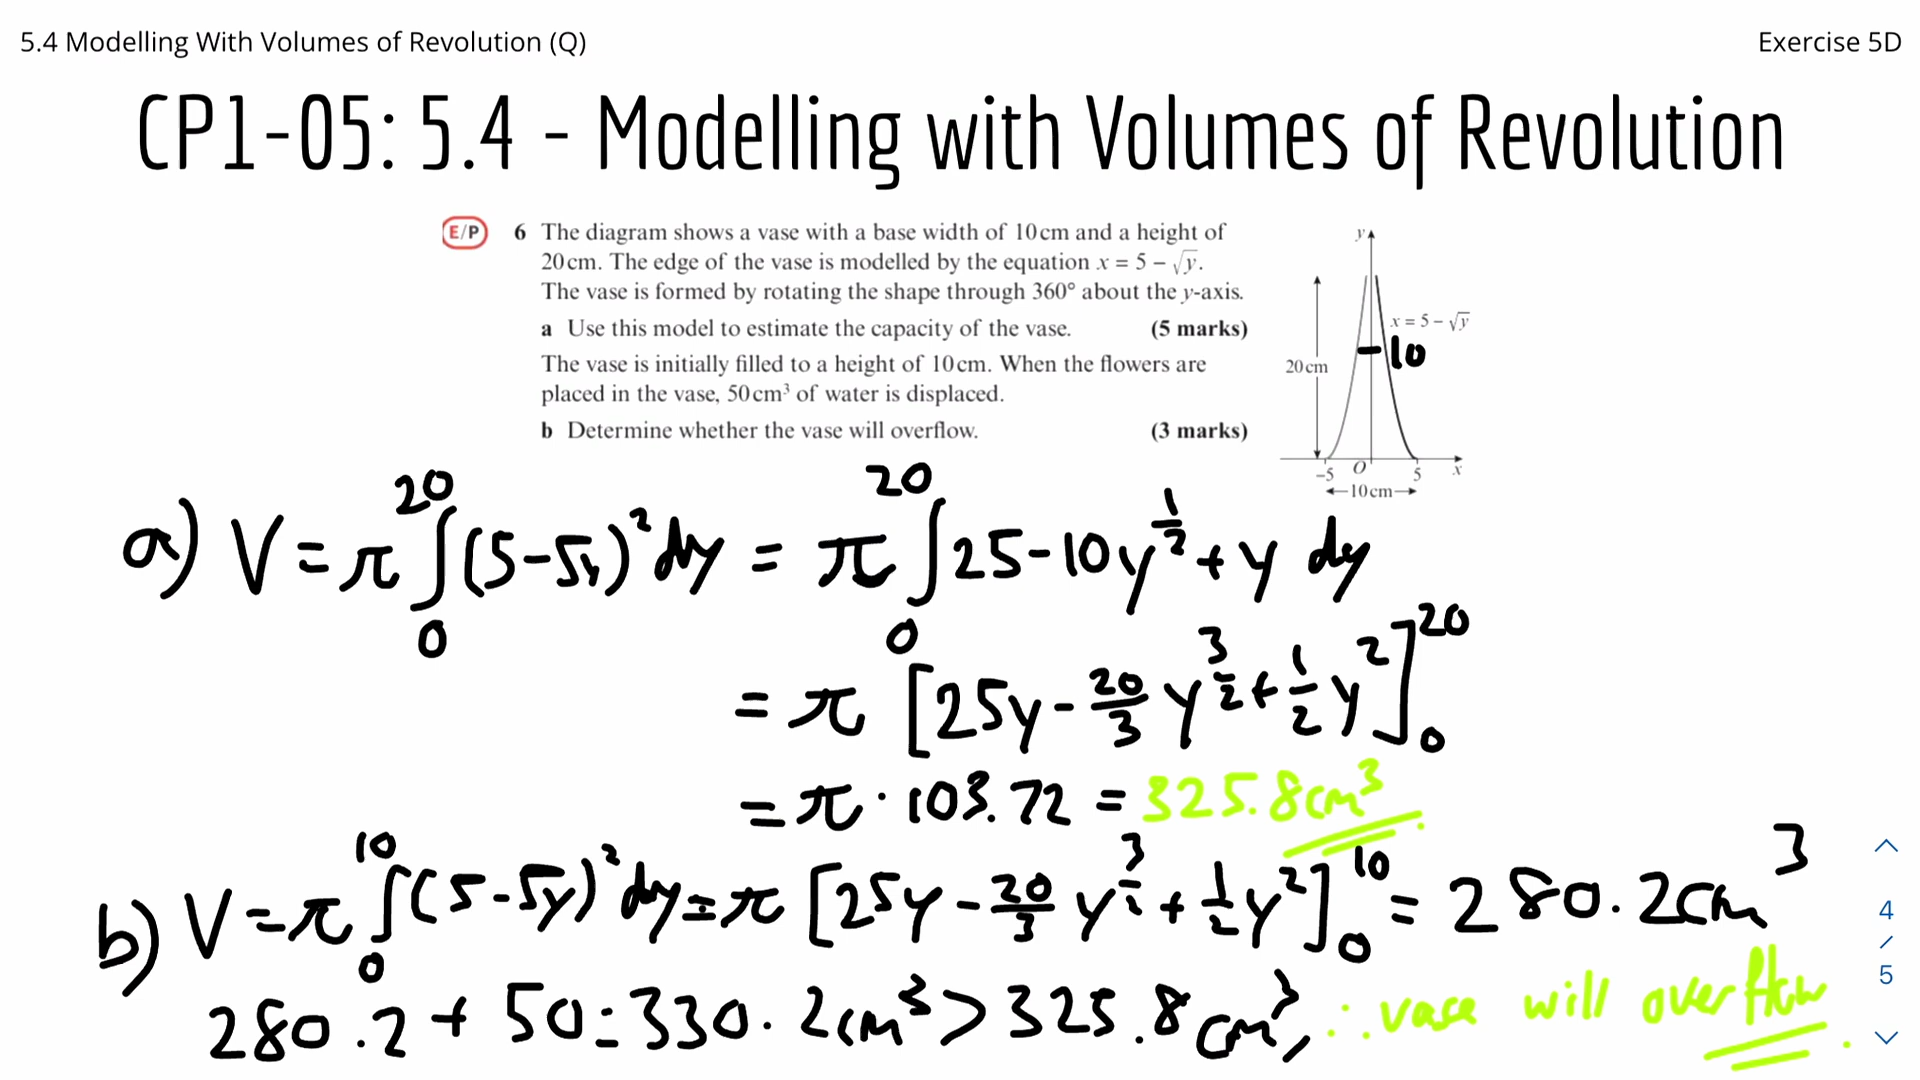 5.4 Modelling With Volumes of Revolution (Q)
Exercise 5D
CP1-05: 5.4 - Modelling with Volumes of Revolution
E/P 6 The diagram shows a vase with a base width of 10 cm and a height of
20 cm. The edge of the vase is modelled by the equation x = 5 − √y.
The vase is formed by rotating the shape through 360° about the y-axis.
a Use this model to estimate the capacity of the vase. (5 marks)
The vase is initially filled to a height of 10 cm. When the flowers are
placed in the vase, 50 cm³ of water is displaced.
b Determine whether the vase will overflow. (3 marks)
y
x = 5 − √y
10
20 cm
−5 O 5 x
10 cm
a) V = π ∫₀²⁰ (5−√y)² dy = π ∫₀²⁰ 25−10y^(1/2) + y dy
= π [25y − 20/3 y^(3/2) + 1/2 y²]₀²⁰
= π · 103.72 = 325.8cm³
b) V = π ∫₀¹⁰ (5−√y)² dy = π [25y − 20/3 y^(3/2) + 1/2 y²]₀¹⁰ = 280.2cm³
280.2 + 50 = 330.2cm³ > 325.8cm³, ∴ vase will overflow.
4
/
5